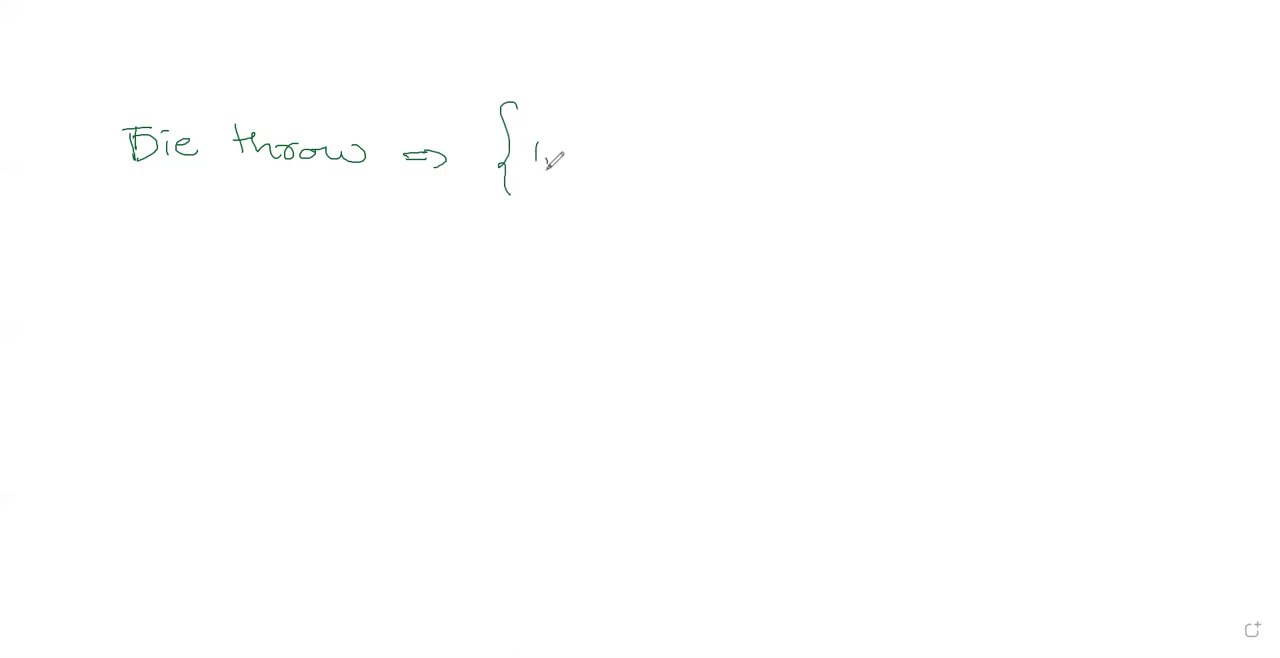 Die throw ⇒ { 1,